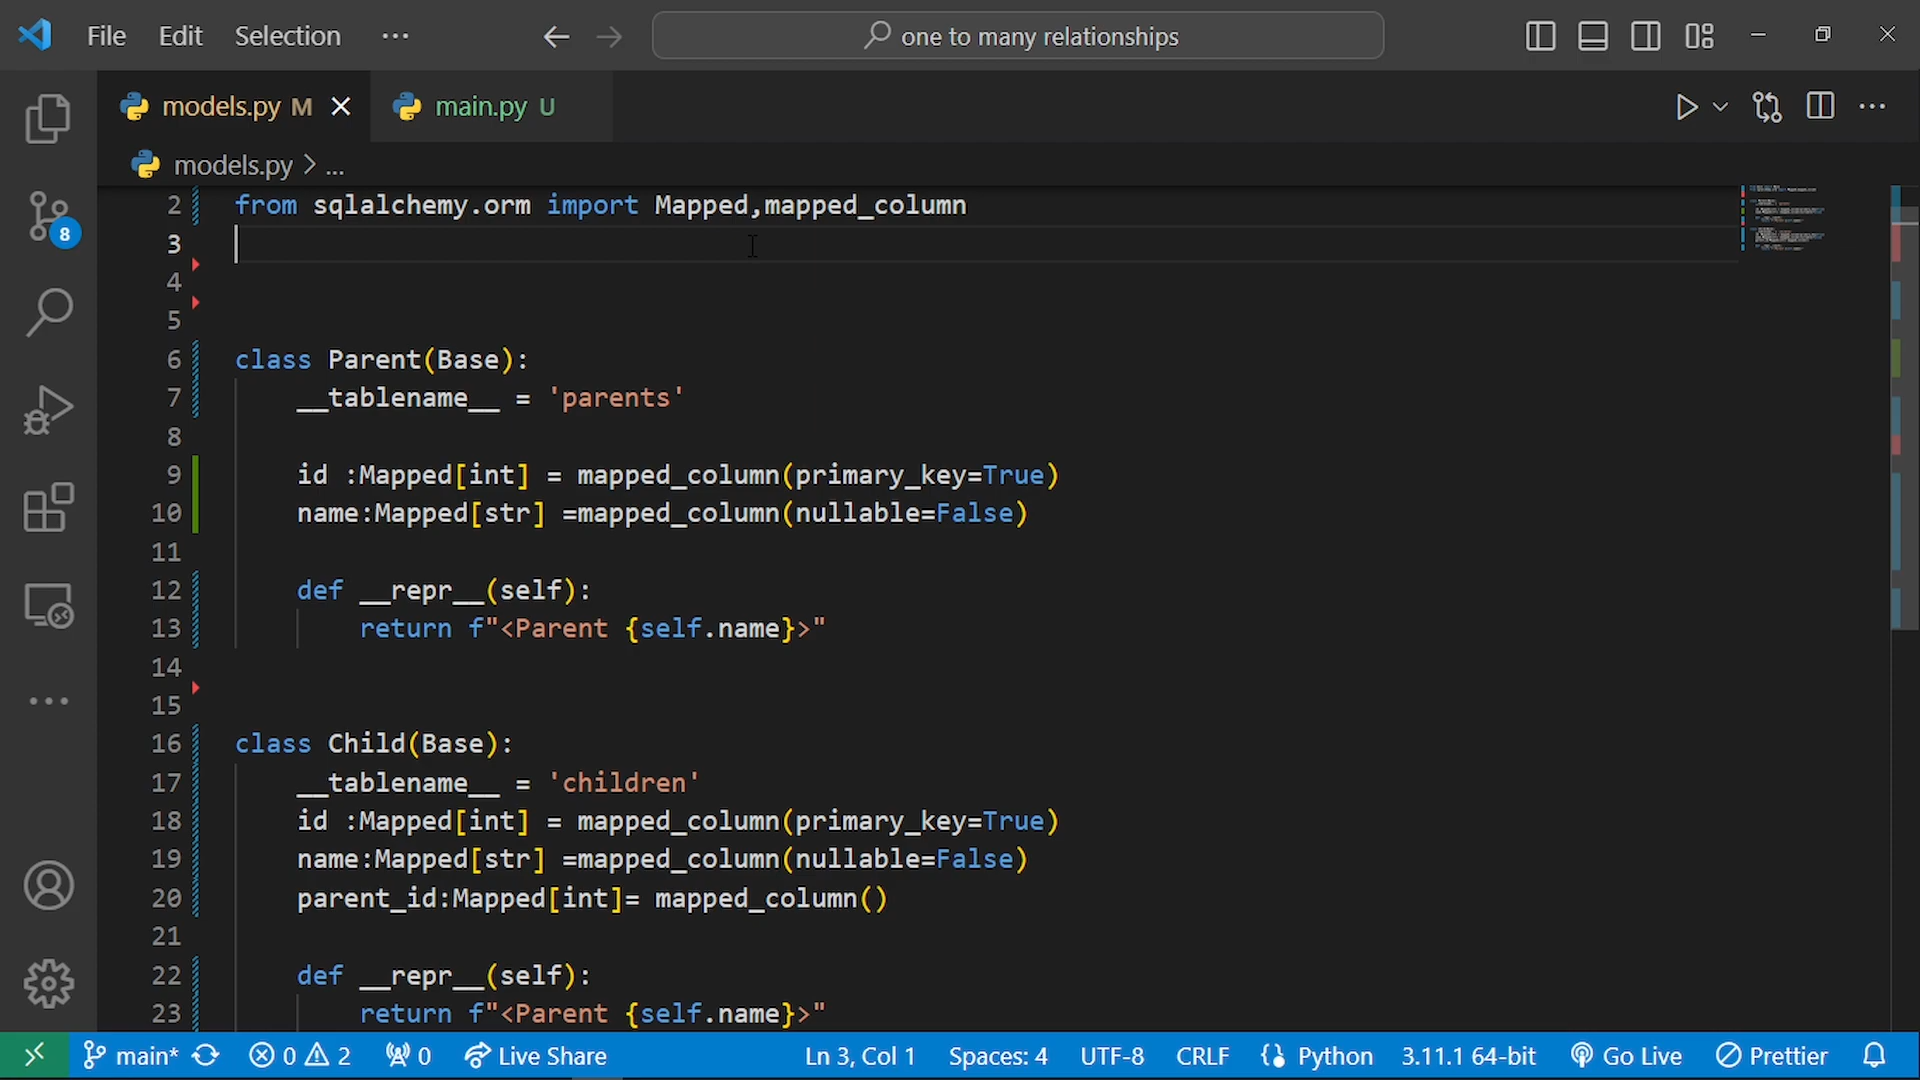 File Edit Selection ··· one to many relationships
models.py M main.py U
models.py > ...
2 from sqlalchemy.orm import Mapped,mapped_column
3
4
5
6 class Parent(Base):
7 __tablename__ = 'parents'
8
9 id :Mapped[int] = mapped_column(primary_key=True)
10 name:Mapped[str] =mapped_column(nullable=False)
11
12 def __repr__(self):
13 return f"<Parent {self.name}>"
14
15
16 class Child(Base):
17 __tablename__ = 'children'
18 id :Mapped[int] = mapped_column(primary_key=True)
19 name:Mapped[str] =mapped_column(nullable=False)
20 parent_id:Mapped[int]= mapped_column()
21
22 def __repr__(self):
23 return f"<Parent {self.name}>"
8
main* 0 2 0 Live Share Ln 3, Col 1 Spaces: 4 UTF-8 CRLF Python 3.11.1 64-bit Go Live Prettier